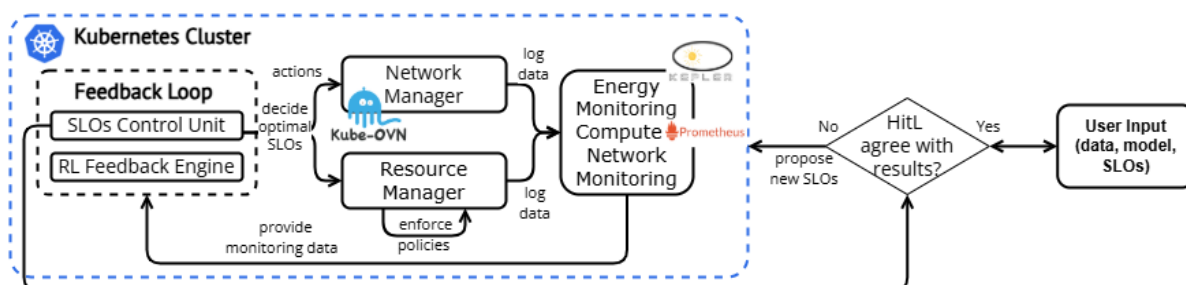 Kubernetes Cluster
Feedback Loop
SLOs Control Unit
RL Feedback Engine
actions
decide
optimal
SLOs
Network
Manager
Kube-OVN
Resource
Manager
enforce
policies
log
data
log
data
KEPLER
Energy
Monitoring
Compute
Prometheus
Network
Monitoring
provide
monitoring data
No
propose
new SLOs
HitL
agree with
results?
Yes
User Input
(data, model,
SLOs)